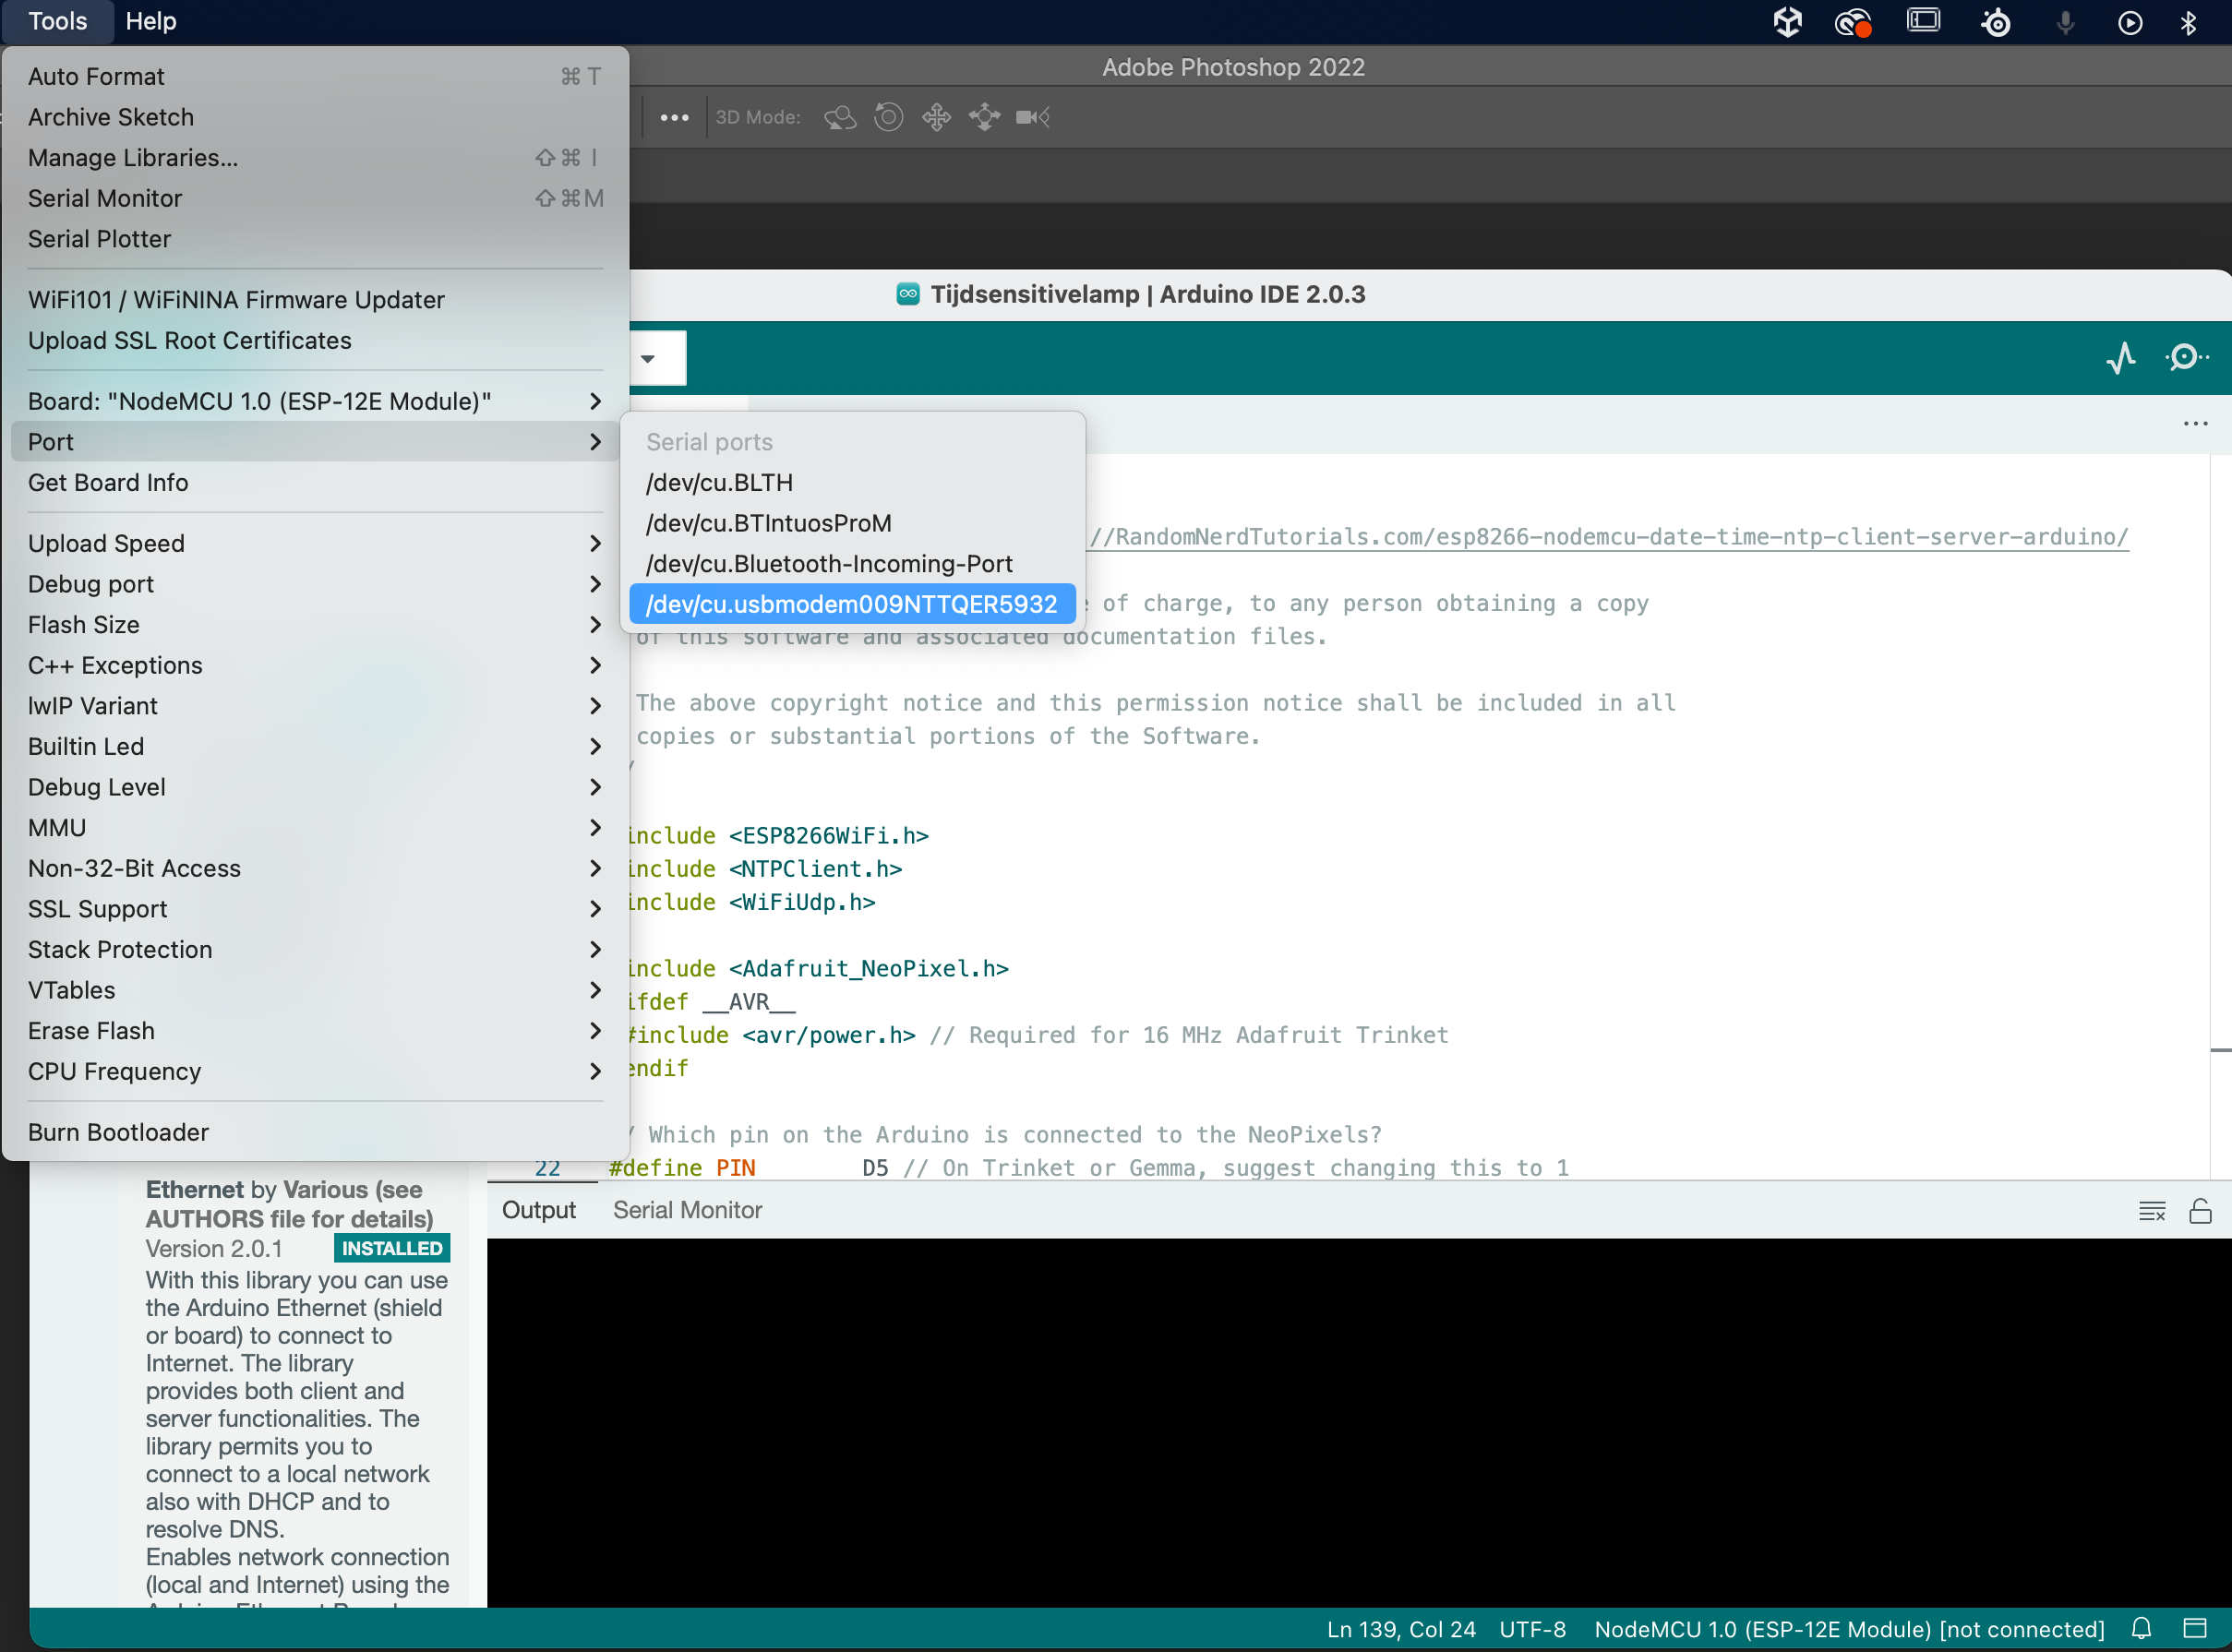 Tools Help
Adobe Photoshop 2022
3D Mode:
Auto Format ⌘ T
Archive Sketch
Manage Libraries... ⇧ ⌘ I
Serial Monitor ⇧ ⌘ M
Serial Plotter
WiFi101 / WiFiNINA Firmware Updater
Upload SSL Root Certificates
Board: "NodeMCU 1.0 (ESP-12E Module)"
Port
Get Board Info
Upload Speed
Debug port
Flash Size
C++ Exceptions
lwIP Variant
Builtin Led
Debug Level
MMU
Non-32-Bit Access
SSL Support
Stack Protection
VTables
Erase Flash
CPU Frequency
Burn Bootloader
Serial ports
/dev/cu.BLTH
/dev/cu.BTIntuosProM
/dev/cu.Bluetooth-Incoming-Port
/dev/cu.usbmodem009NTTQER5932
Tijdsensitivelamp | Arduino IDE 2.0.3
//RandomNerdTutorials.com/esp8266-nodemcu-date-time-ntp-client-server-arduino/
of charge, to any person obtaining a copy
of this software and associated documentation files.
The above copyright notice and this permission notice shall be included in all
copies or substantial portions of the Software.
/
include <ESP8266WiFi.h>
include <NTPClient.h>
include <WiFiUdp.h>
include <Adafruit_NeoPixel.h>
ifdef __AVR__
#include <avr/power.h> // Required for 16 MHz Adafruit Trinket
endif
/ Which pin on the Arduino is connected to the NeoPixels?
22 #define PIN D5 // On Trinket or Gemma, suggest changing this to 1
Output Serial Monitor
Ethernet by Various (see
AUTHORS file for details)
Version 2.0.1 INSTALLED
With this library you can use
the Arduino Ethernet (shield
or board) to connect to
Internet. The library
provides both client and
server functionalities. The
library permits you to
connect to a local network
also with DHCP and to
resolve DNS.
Enables network connection
(local and Internet) using the
Ln 139, Col 24 UTF-8 NodeMCU 1.0 (ESP-12E Module) [not connected]